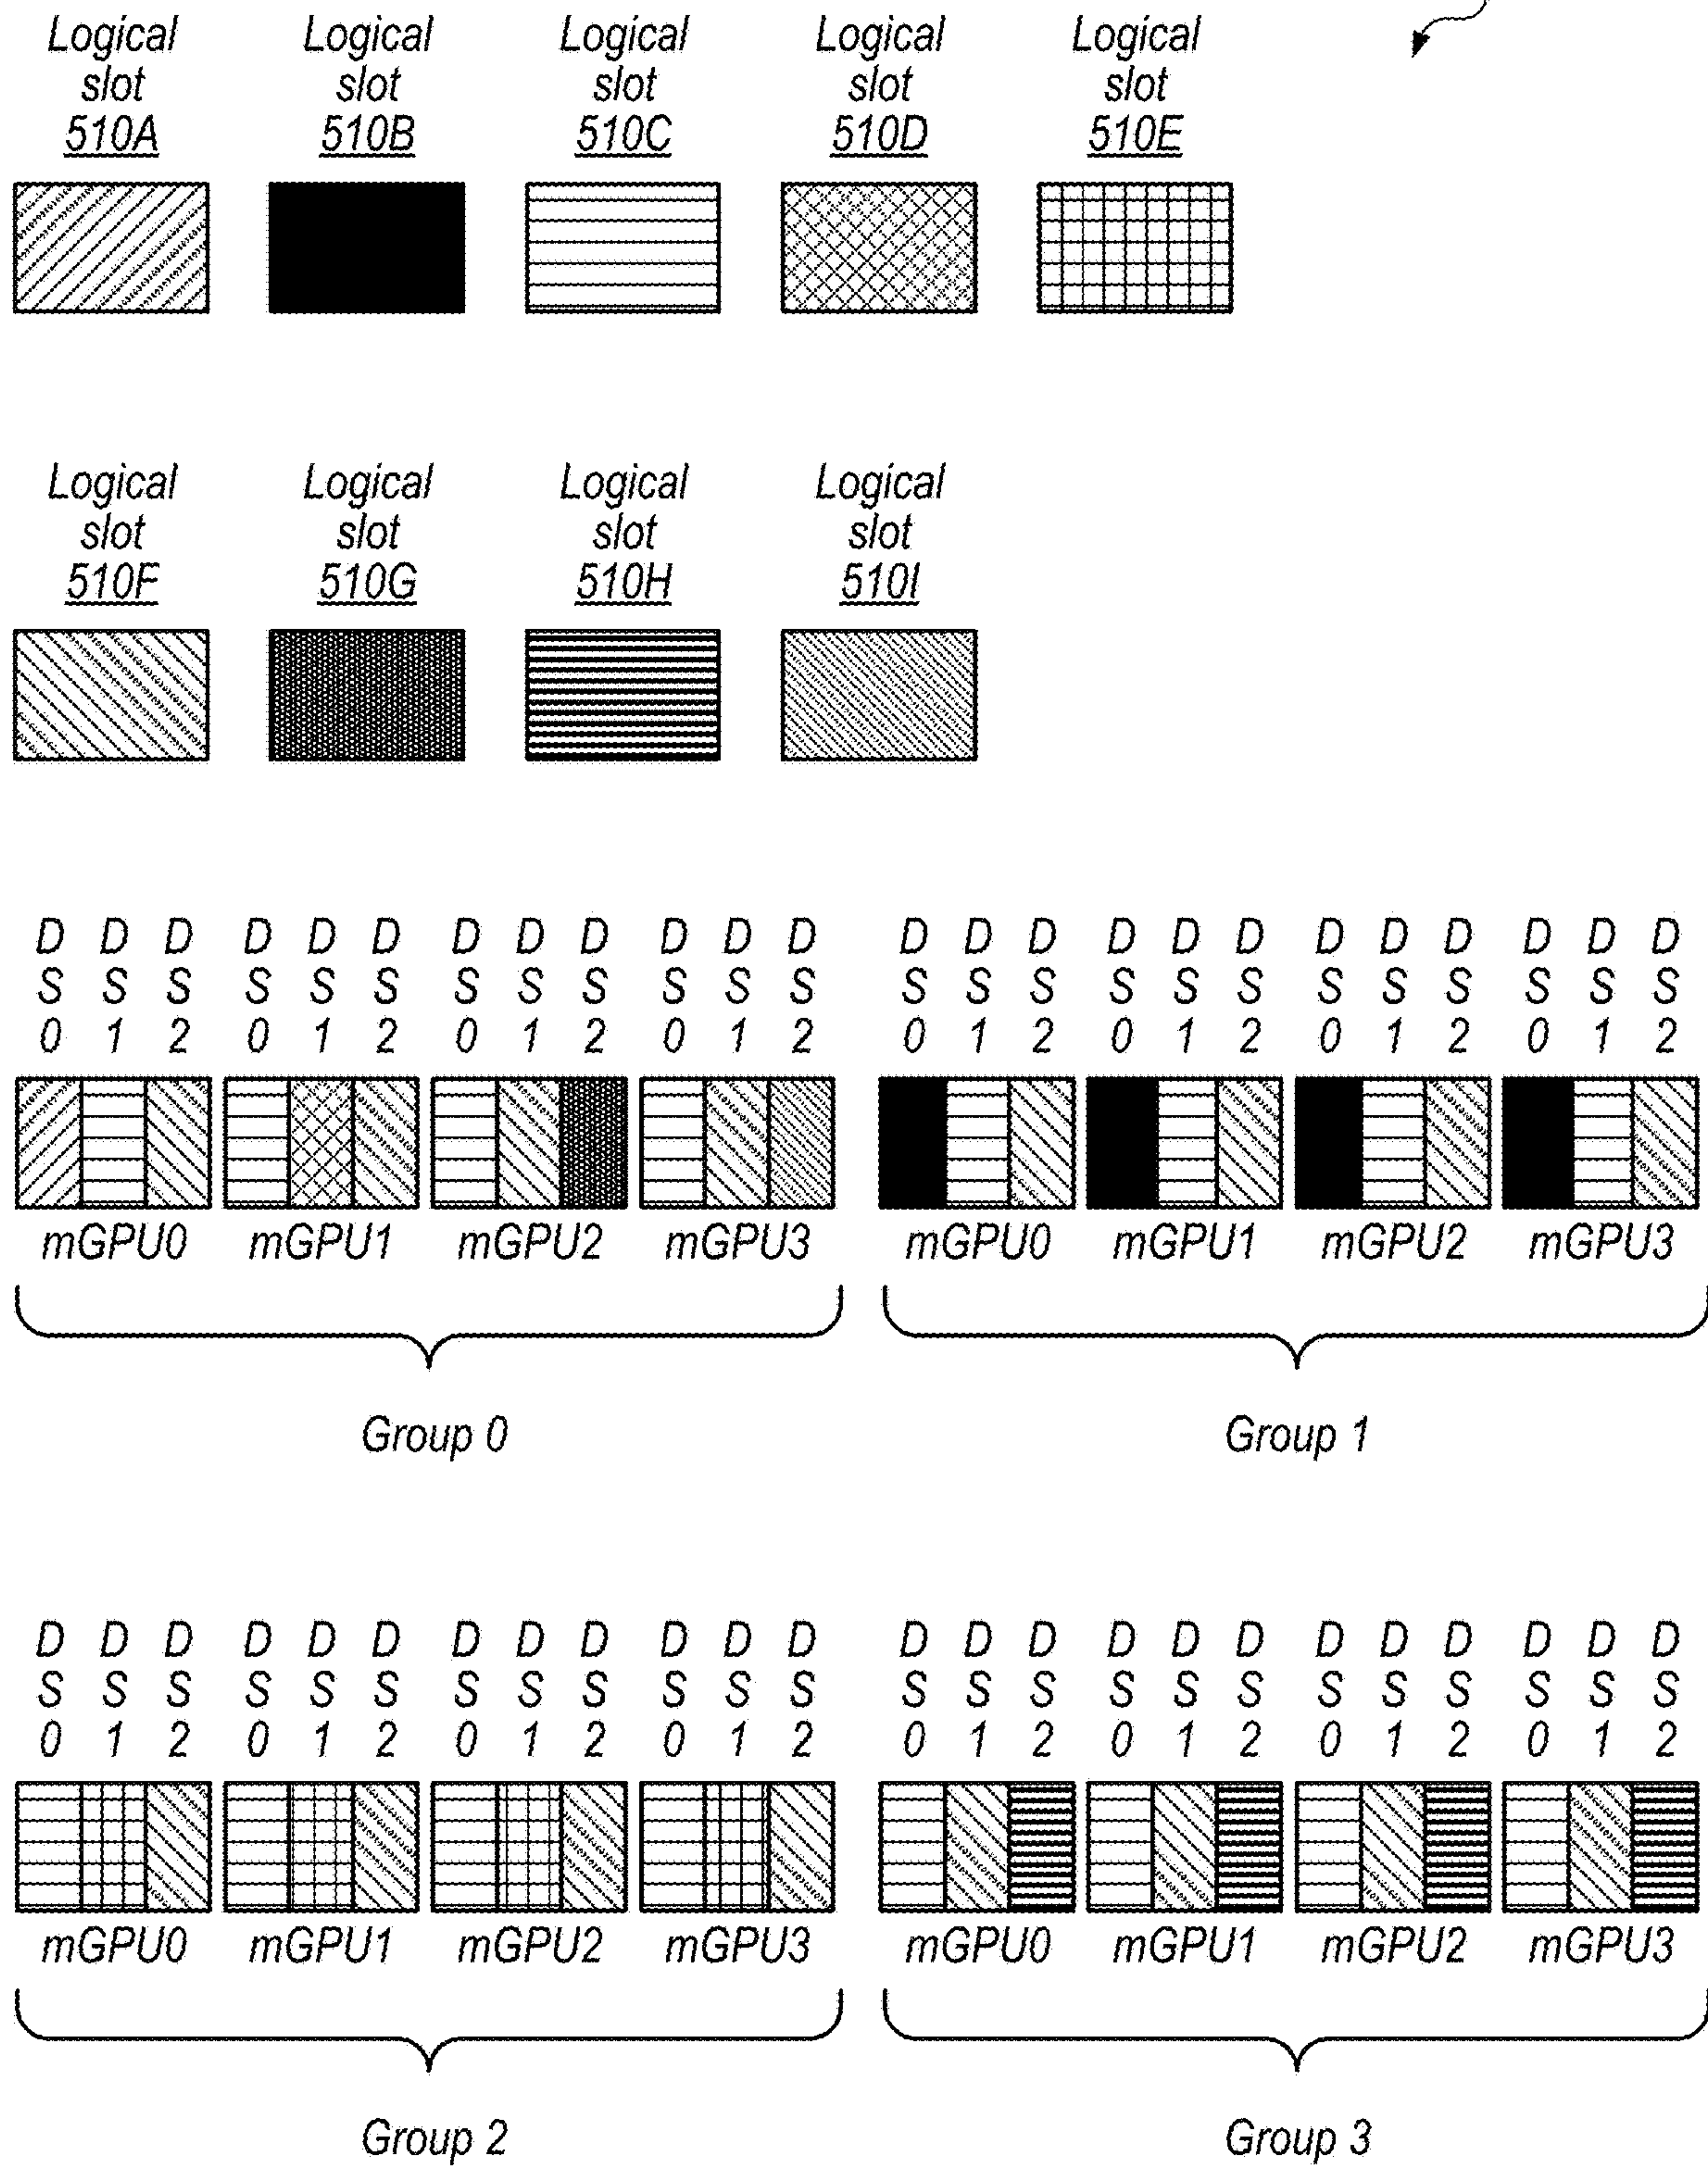 Logical Logical Logical Logical Logical
slot slot slot slot slot
510A 510B 510C 510D 510E
Logical Logical Logical Logical
slot slot slot slot
510F 510G 510H 510I
D D D D D D D D D D D D D D D D D D D D D D D D
S S S S S S S S S S S S S S S S S S S S S S S S
0 1 2 0 1 2 0 1 2 0 1 2 0 1 2 0 1 2 0 1 2 0 1 2
mGPU0 mGPU1 mGPU2 mGPU3 mGPU0 mGPU1 mGPU2 mGPU3
Group 0 Group 1
D D D D D D D D D D D D D D D D D D D D D D D D
S S S S S S S S S S S S S S S S S S S S S S S S
0 1 2 0 1 2 0 1 2 0 1 2 0 1 2 0 1 2 0 1 2 0 1 2
mGPU0 mGPU1 mGPU2 mGPU3 mGPU0 mGPU1 mGPU2 mGPU3
Group 2 Group 3